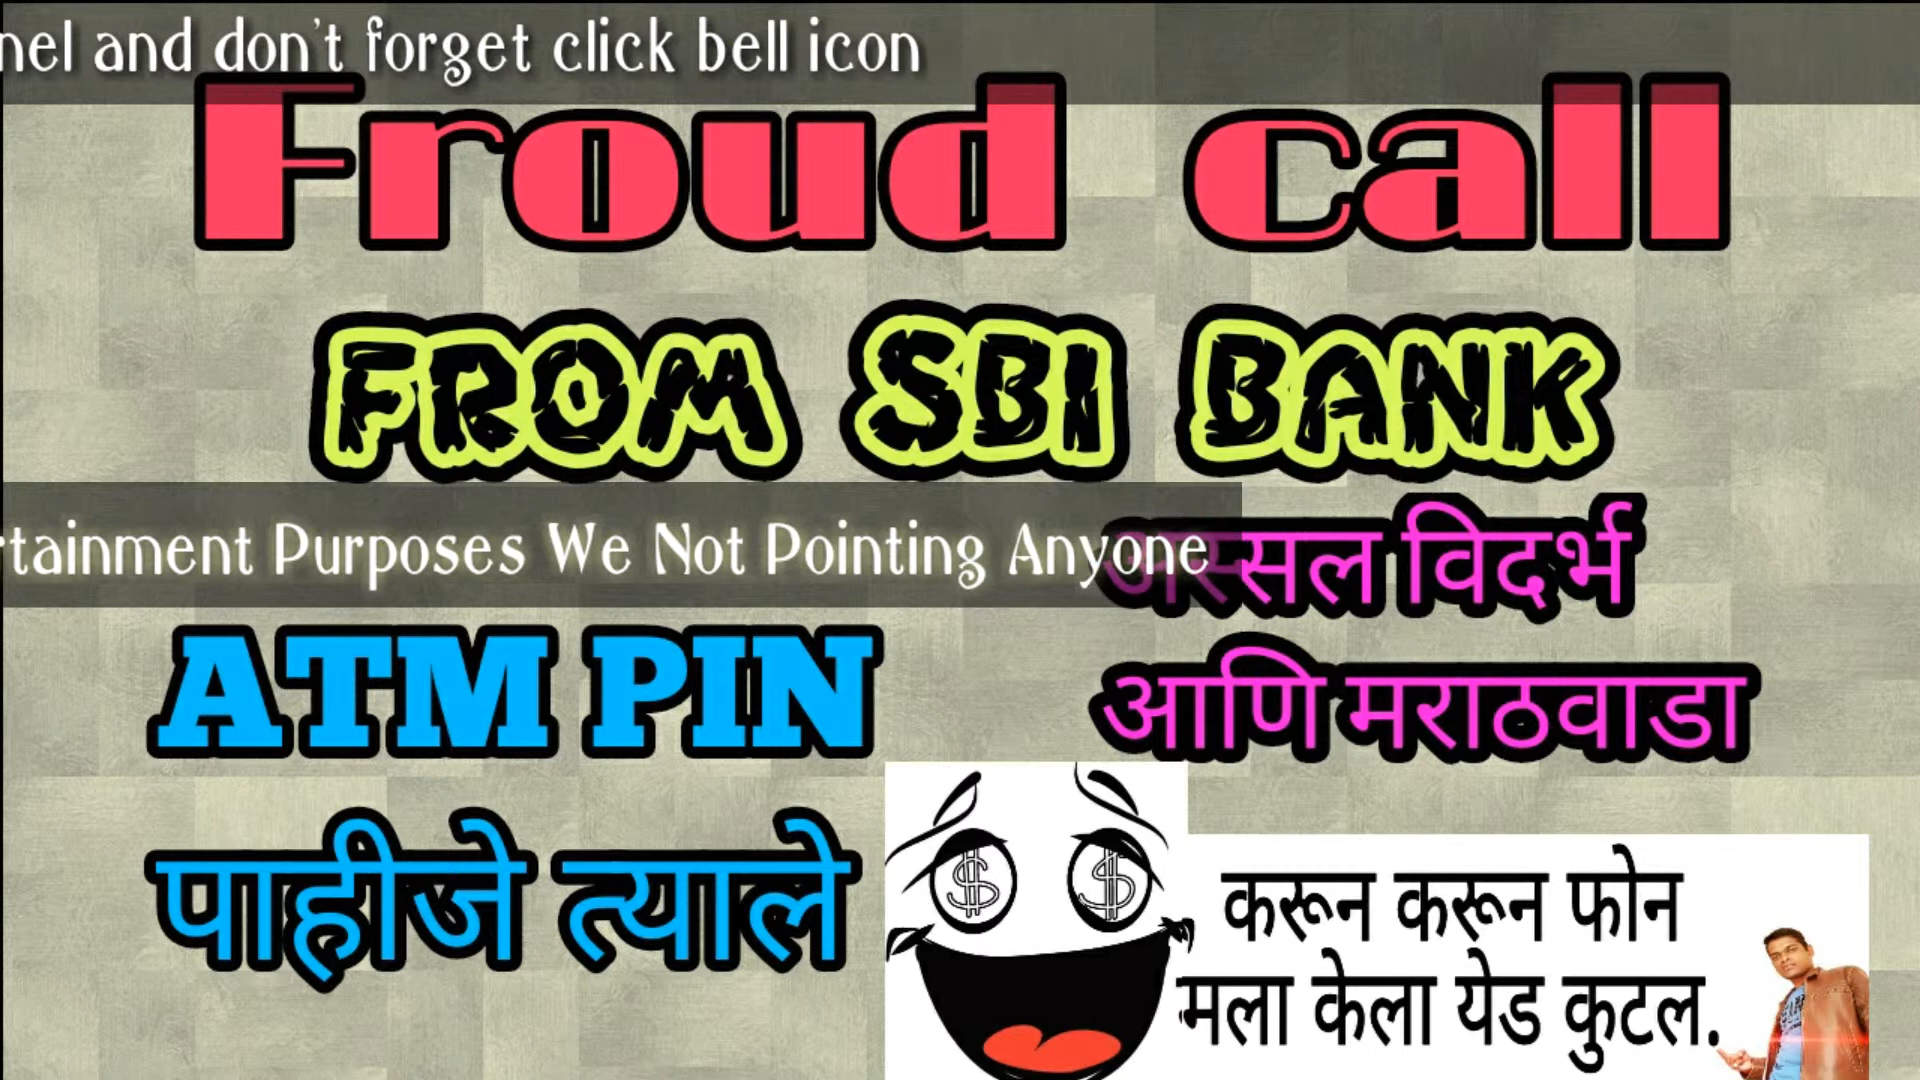 nel and don't forget click bell icon
Froud call
FROM SBI BANK
rtainment Purposes We Not Pointing Anyone
अस्सल विदर्भ
आणि मराठवाडा
ATM PIN
पाहीजे त्याले
करून करून फोन
मला केला येड कुटल.